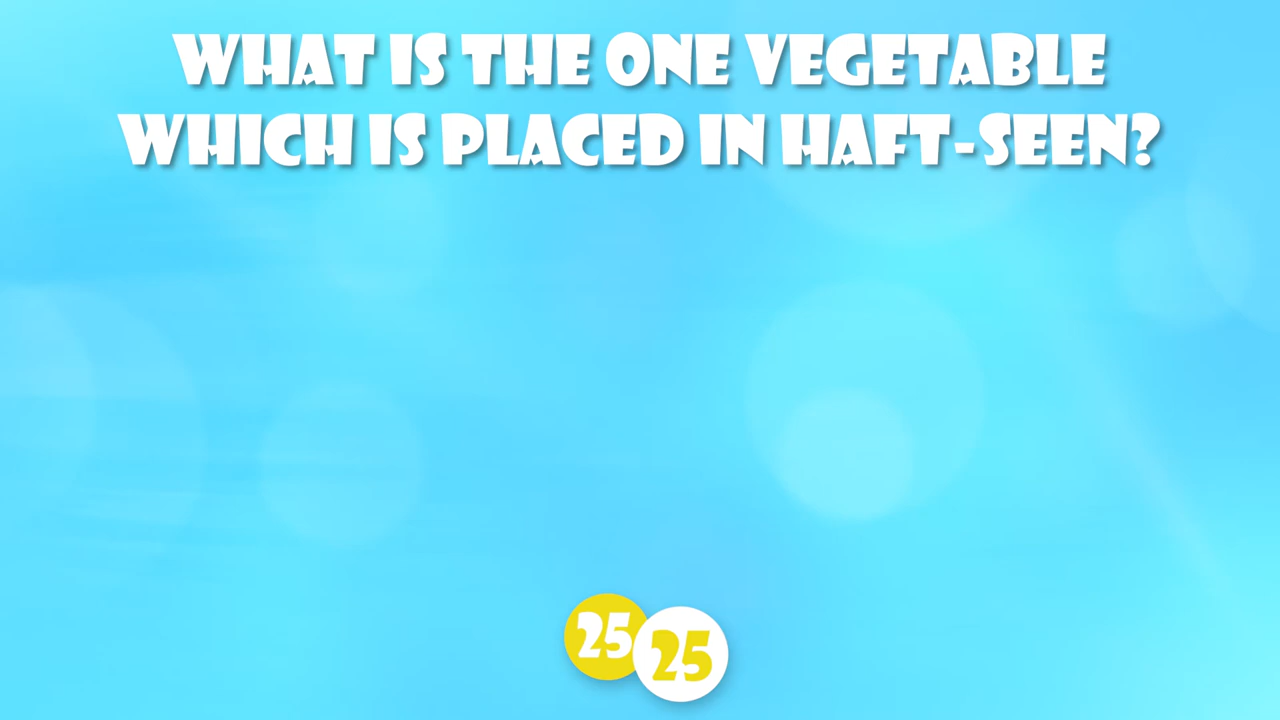 WHAT IS THE ONE VEGETABLE
WHICH IS PLACED IN HAFT-SEEN?
25
25